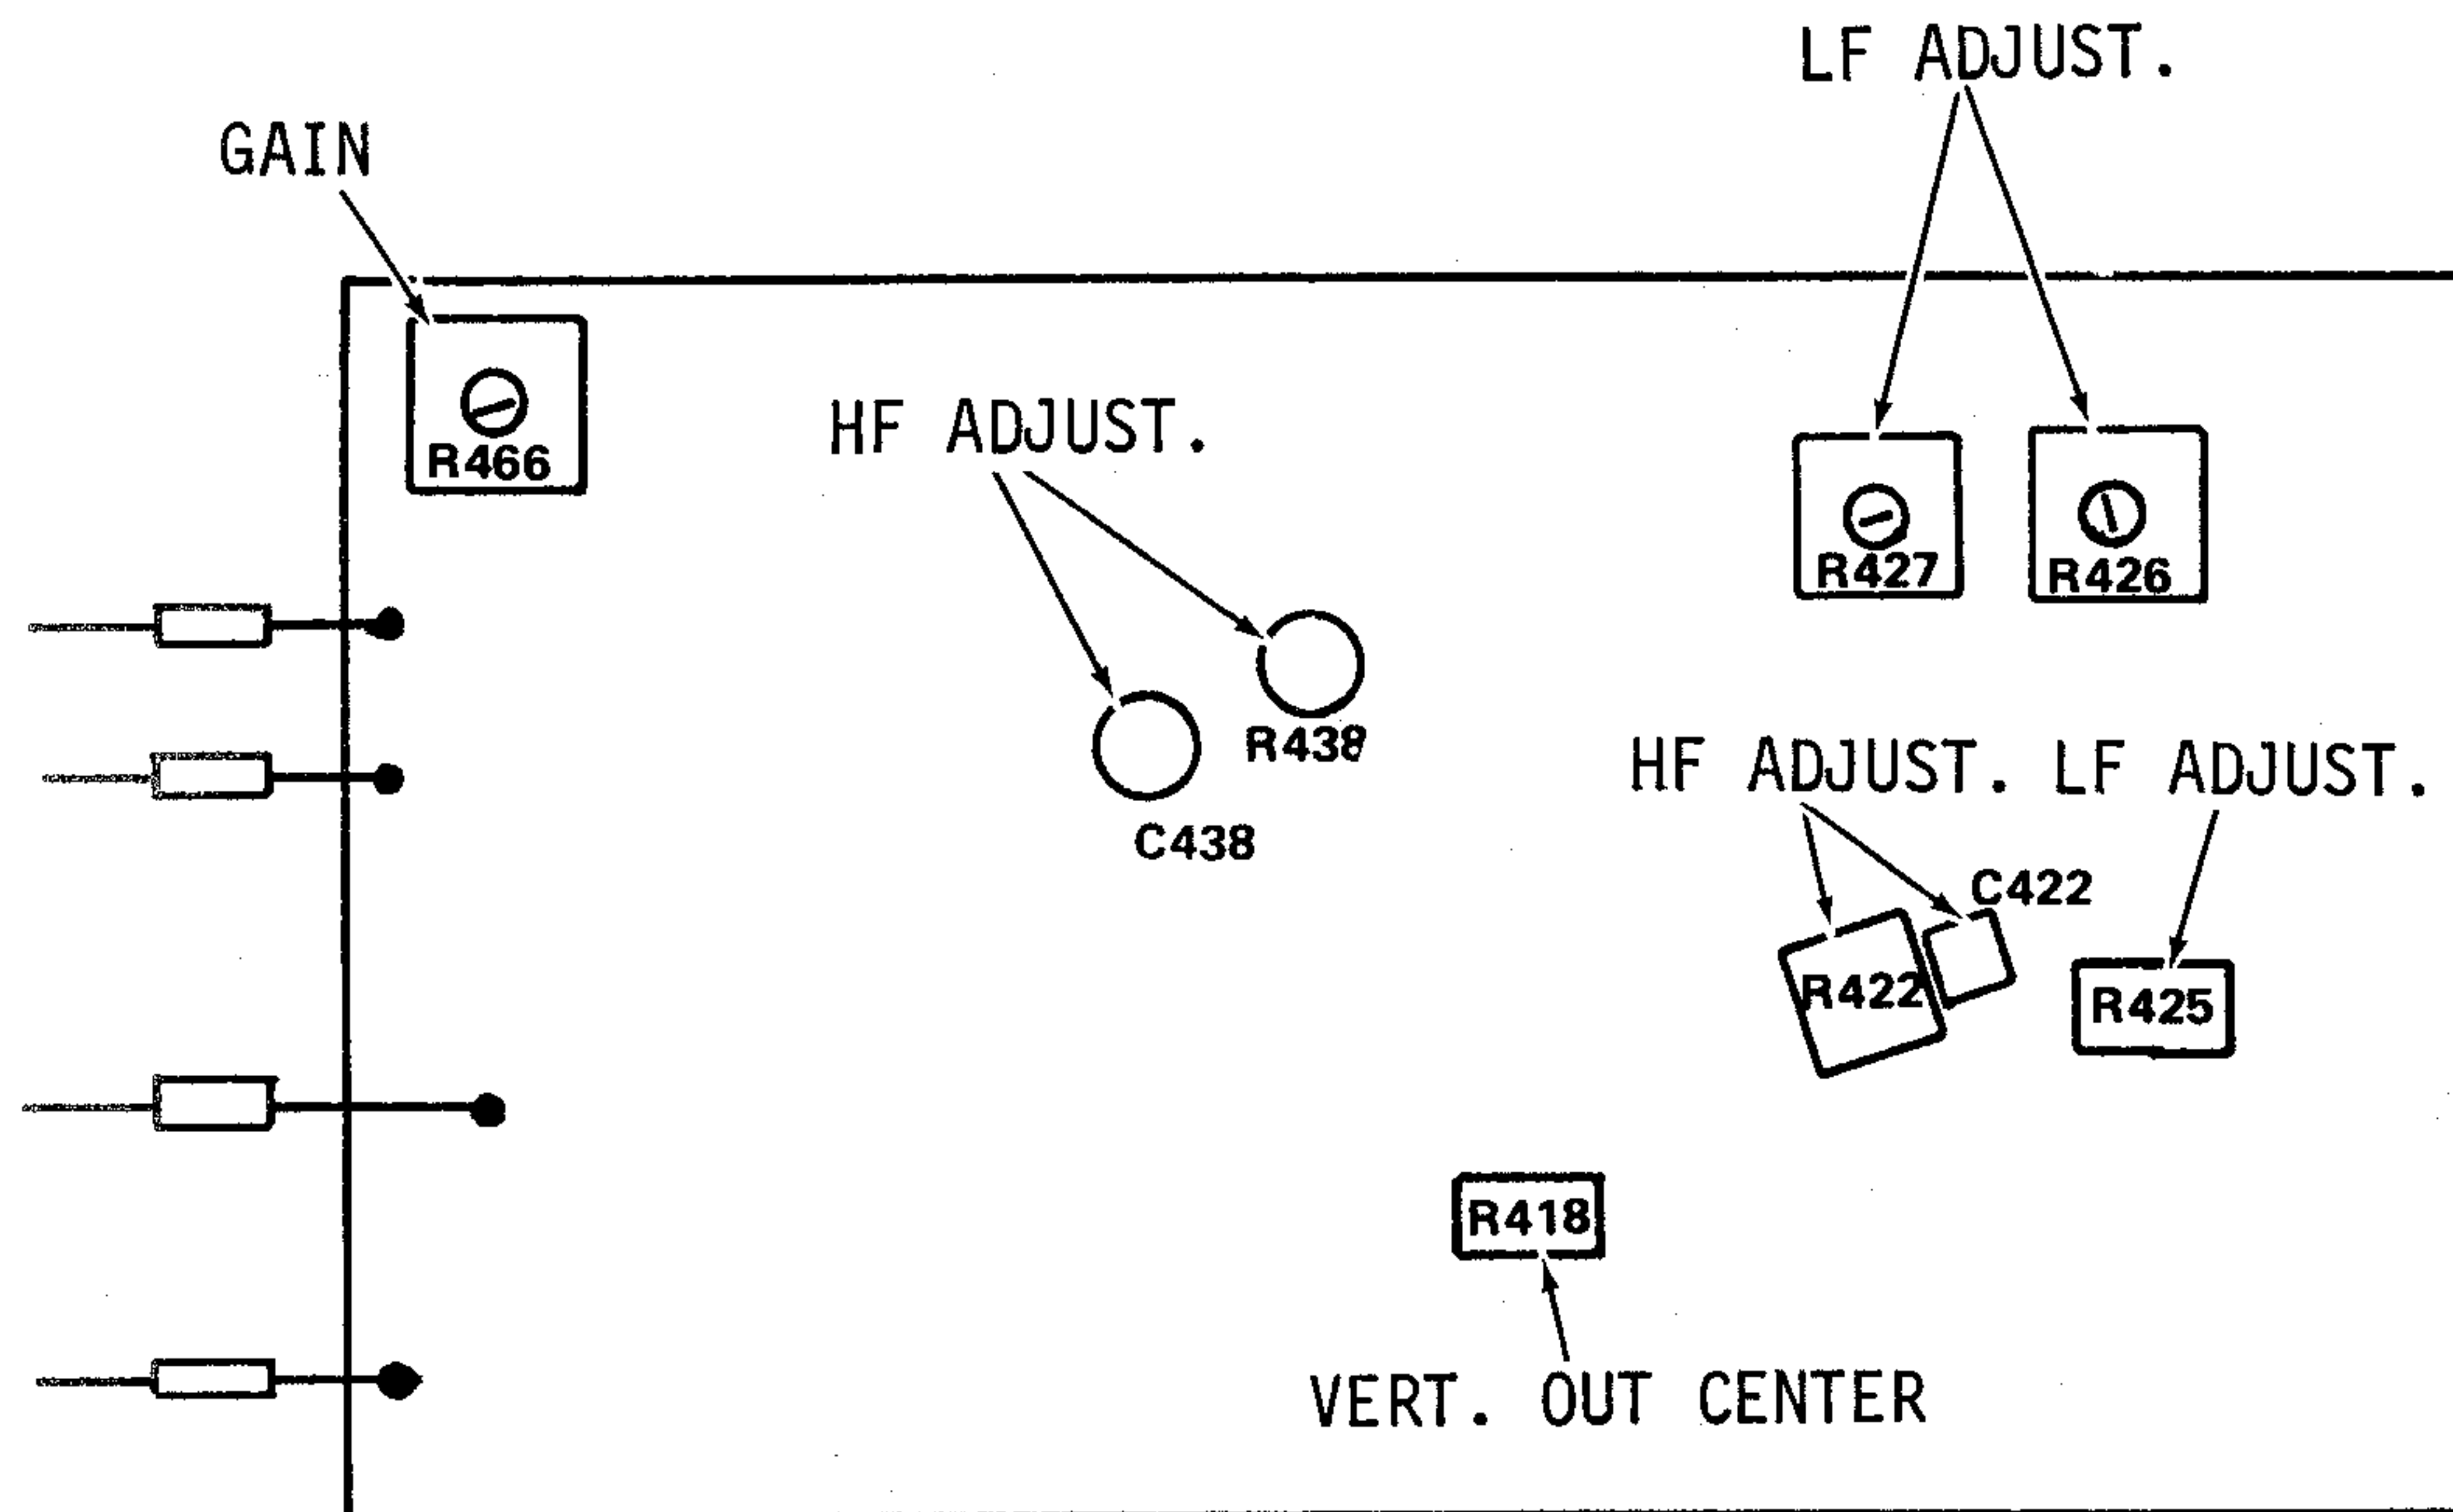 LF ADJUST.
GAIN
HF ADJUST.
R466
R427
R426
R438
C438
HF ADJUST.
LF ADJUST.
C422
R422
R425
R418
VERT. OUT CENTER